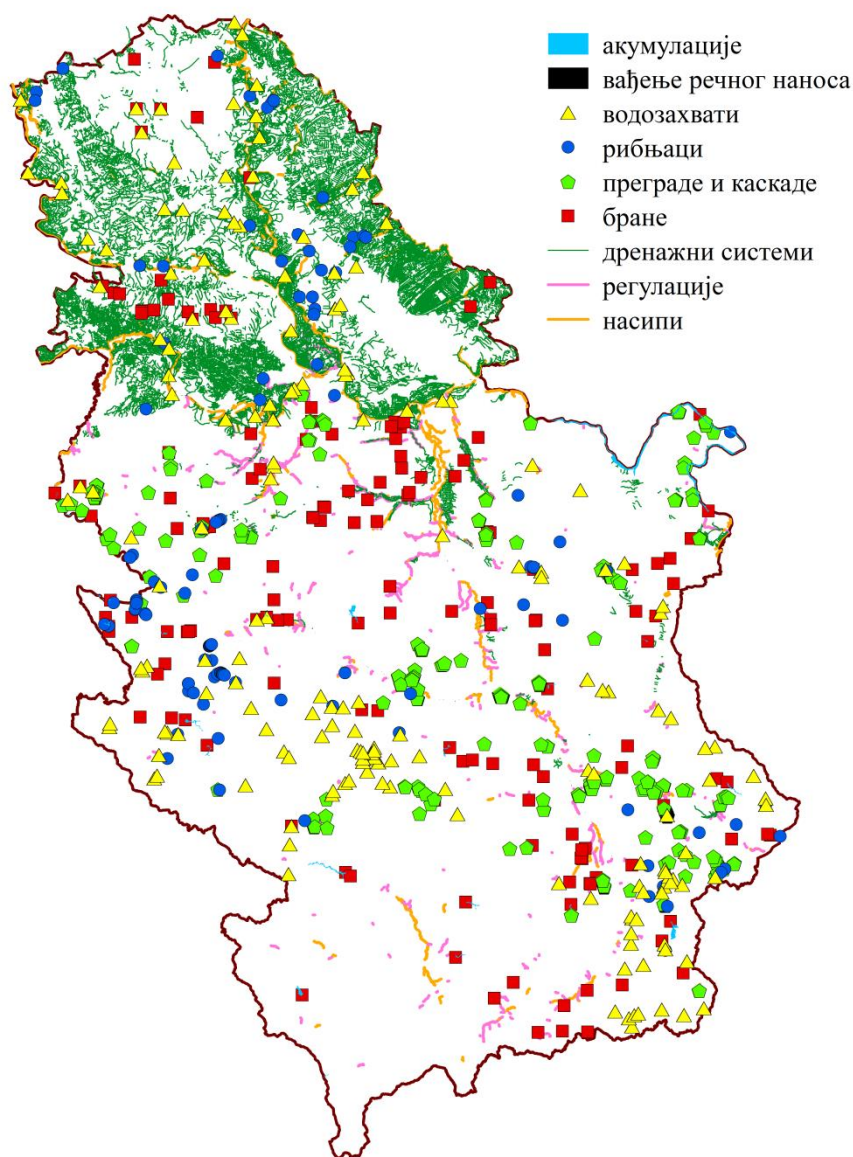 акумулације
вађење речног наноса
водозахвати
рибњаци
преграде и каскаде
бране
дренажни системи
регулације
насипи